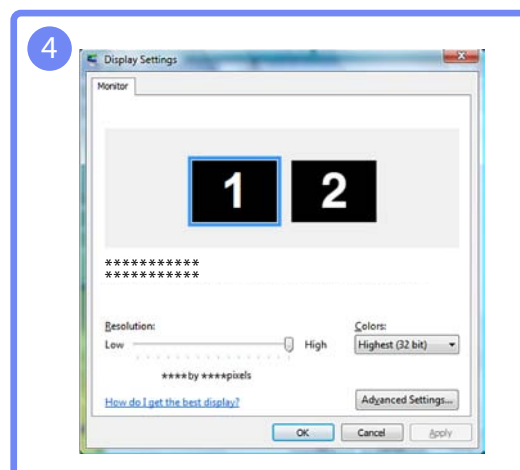 4
Display Settings
Monitor
1 2
***********
***********
Resolution: Colors:
Low High Highest (32 bit)
****by ****pixels
How do I get the best display? Advanced Settings...
OK Cancel Apply